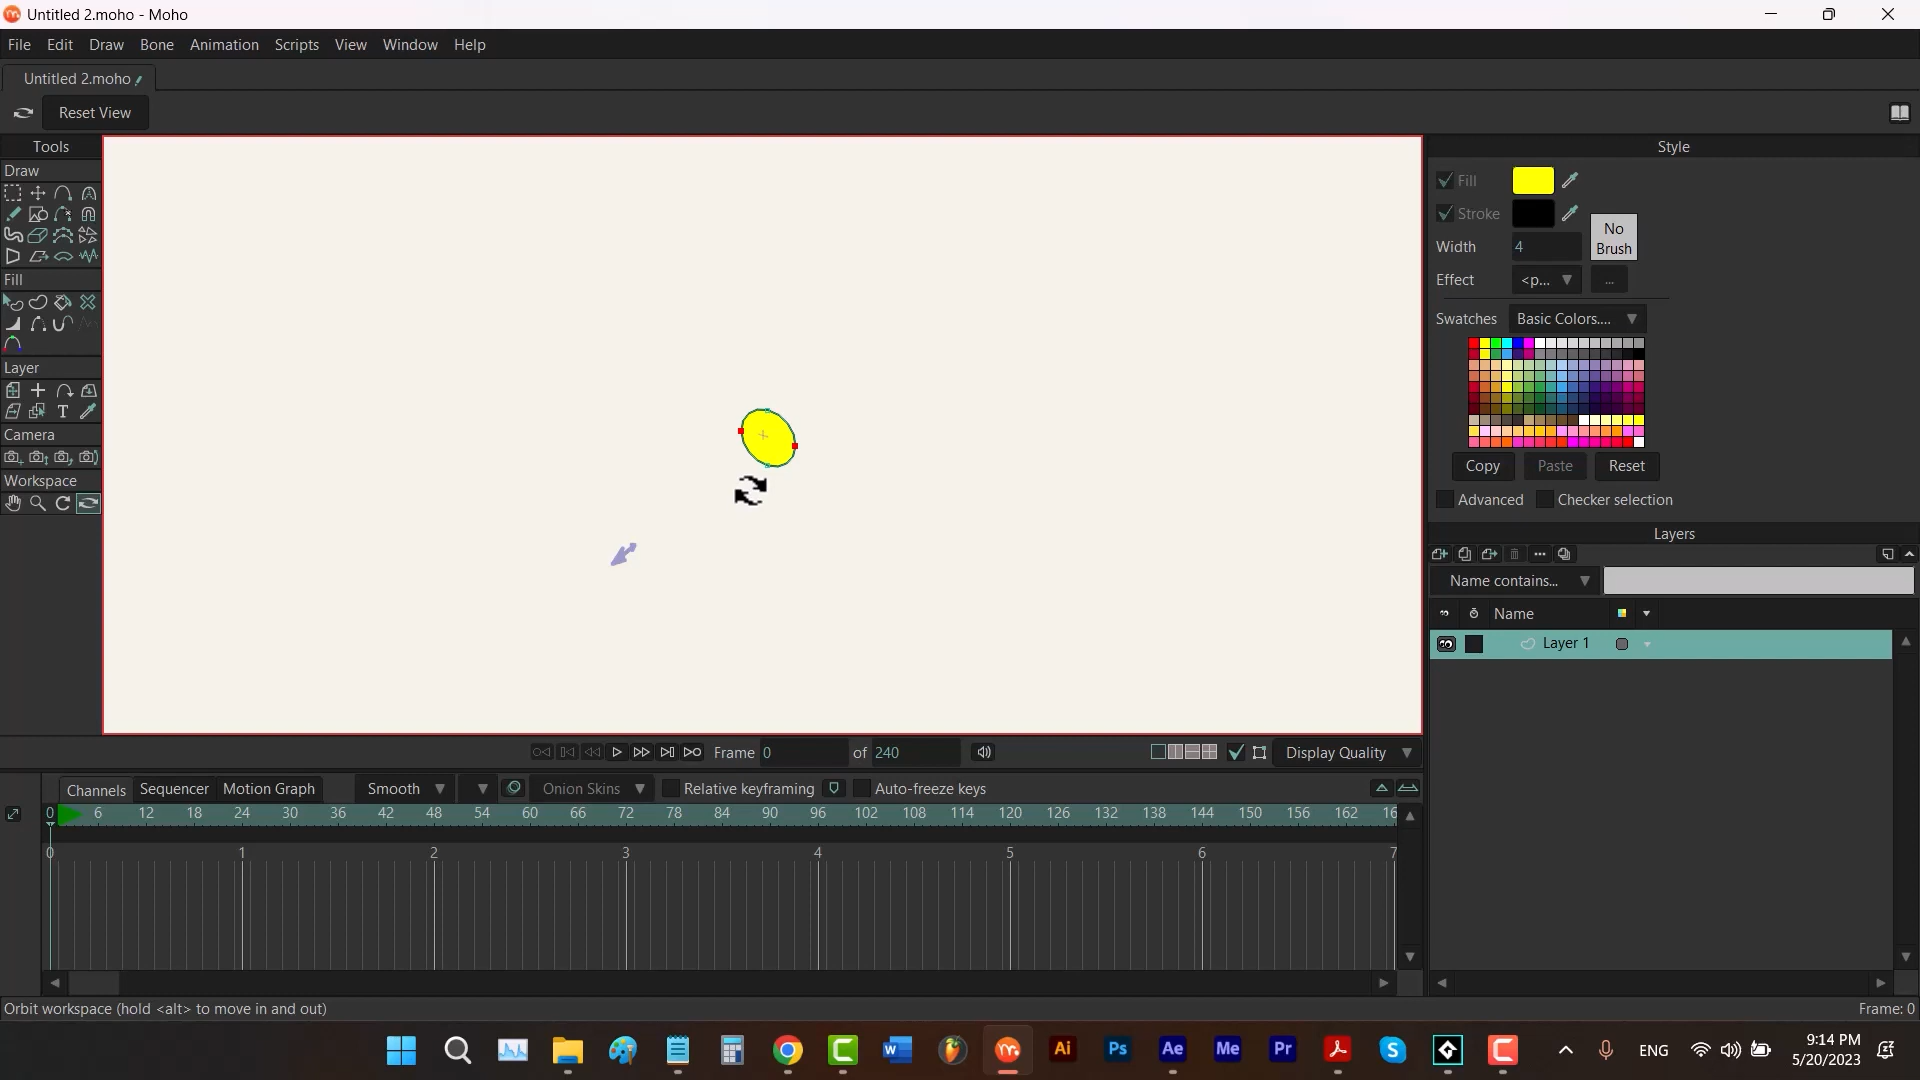 Untitled 2.moho - Moho
File Edit Draw Bone Animation Scripts View Window Help
Untitled 2.moho
Reset View
Tools
Draw
Fill
Layer
Camera
Workspace
Style
Fill
Stroke
No
Brush
Width 4
Effect <p... ...
Swatches Basic Colors....
Copy Paste Reset
Advanced Checker selection
Layers
Name contains...
Name
Layer 1
Frame 0 of 240 Display Quality
Channels Sequencer Motion Graph Smooth Onion Skins Relative keyframing Auto-freeze keys
0 6 12 18 24 30 36 42 48 54 60 66 72 78 84 90 96 102 108 114 120 126 132 138 144 150 156 162 16
0 1 2 3 4 5 6 7
Orbit workspace (hold <alt> to move in and out) Frame: 0
W Ai Ps Ae Me Pr S C ENG 9:14 PM
5/20/2023